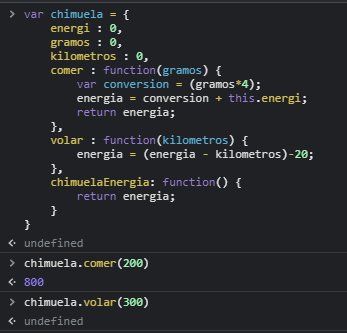 > var chimuela = {
    energi : 0,
    gramos : 0,
    kilometros : 0,
    comer : function(gramos) {
        var conversion = (gramos*4);
        energia = conversion + this.energi;
        return energia;
    },
    volar : function(kilometros) {
        energia = (energia - kilometros)-20;
    },
    chimuelaEnergia: function() {
        return energia;
    }
}
undefined
> chimuela.comer(200)
800
> chimuela.volar(300)
undefined